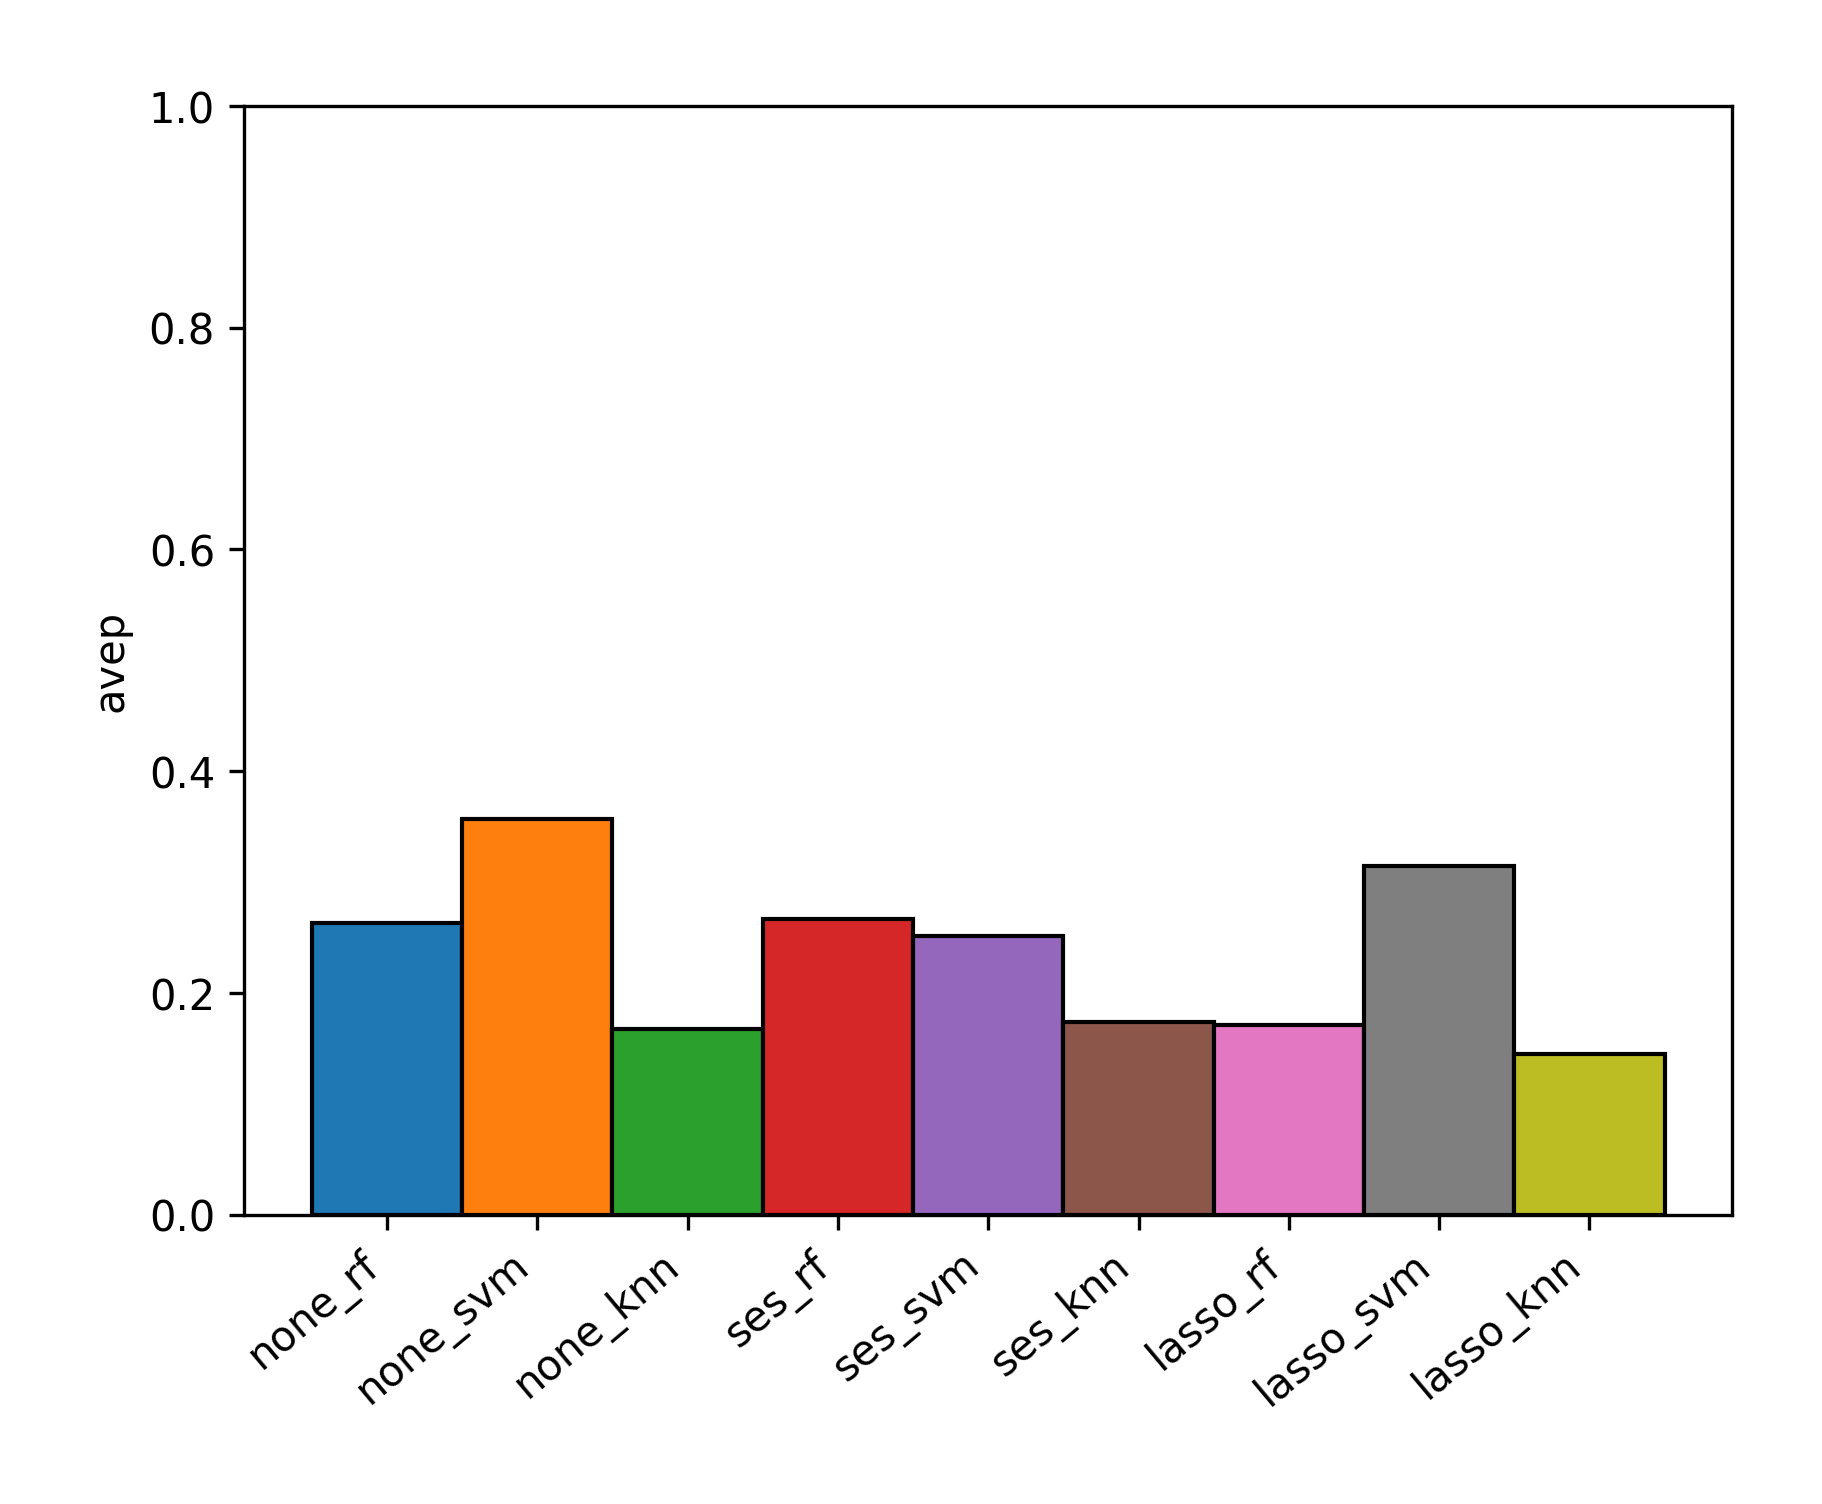 1.0
0.8
0.6
0.4
0.2
0.0
avep
none_rf
none_svm
none_knn
ses_rf
ses_svm
ses_knn
lasso_rf
lasso_svm
lasso_knn